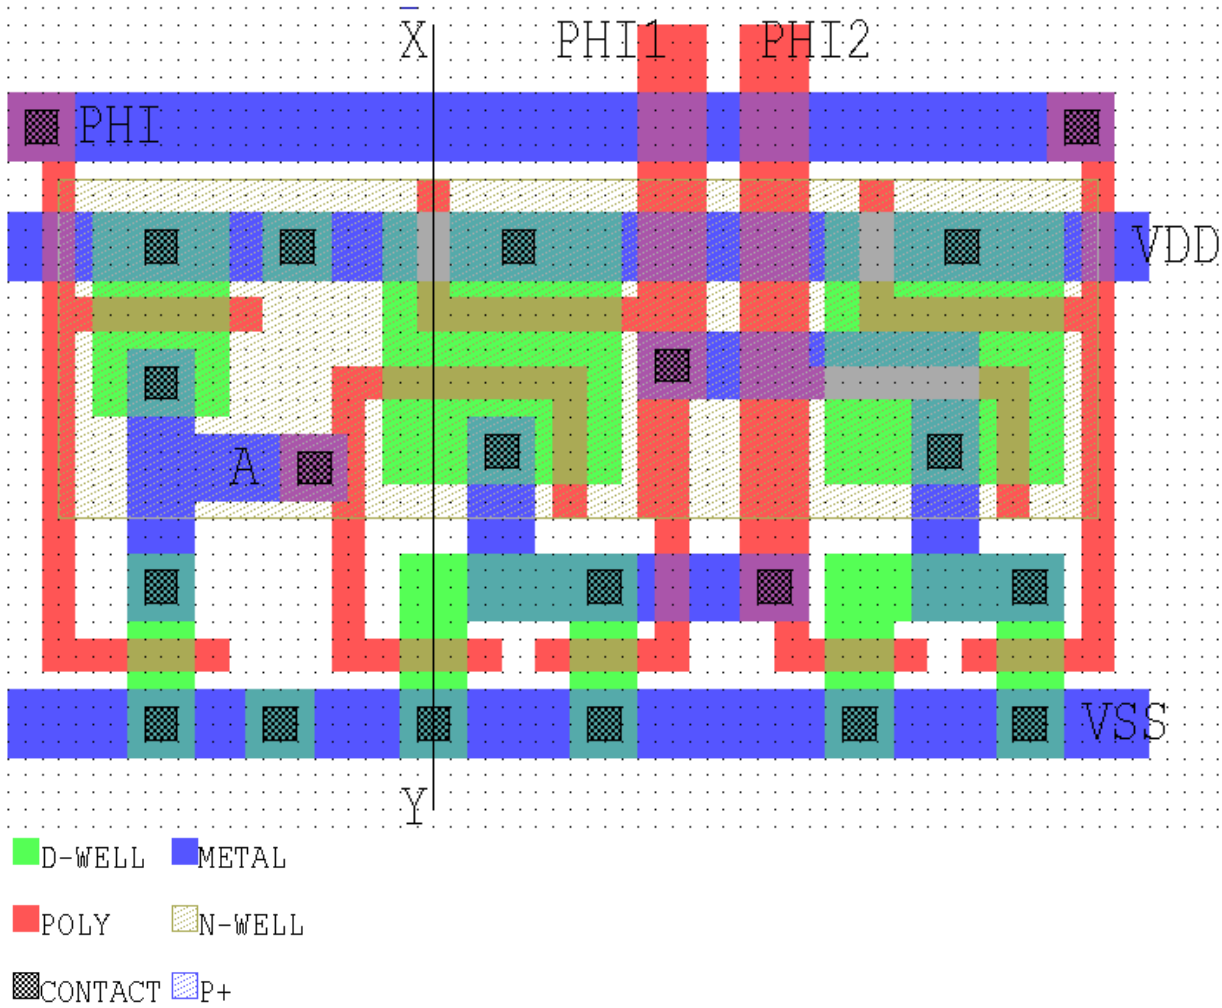 X PHI1 PHI2
PHI
VDD
A
VSS
Y
D-WELL METAL
POLY N-WELL
CONTACT P+